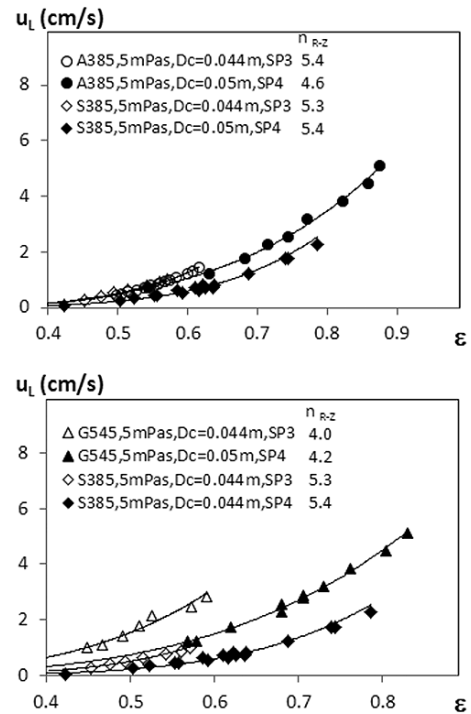 u L (cm/s)
n R-Z
A385,5mPas,Dc=0.044m,SP3 5.4
A385,5mPas,Dc=0.05m,SP4 4.6
S385,5mPas,Dc=0.044m,SP3 5.3
S385,5mPas,Dc=0.05m,SP4 5.4
8
6
4
2
0
0.4 0.5 0.6 0.7 0.8 0.9 ε
u L (cm/s)
n R-Z
G545,5mPas,Dc=0.044m,SP3 4.0
G545,5mPas,Dc=0.05m,SP4 4.2
S385,5mPas,Dc=0.044m,SP3 5.3
S385,5mPas,Dc=0.044m,SP4 5.4
8
6
4
2
0
0.4 0.5 0.6 0.7 0.8 ε